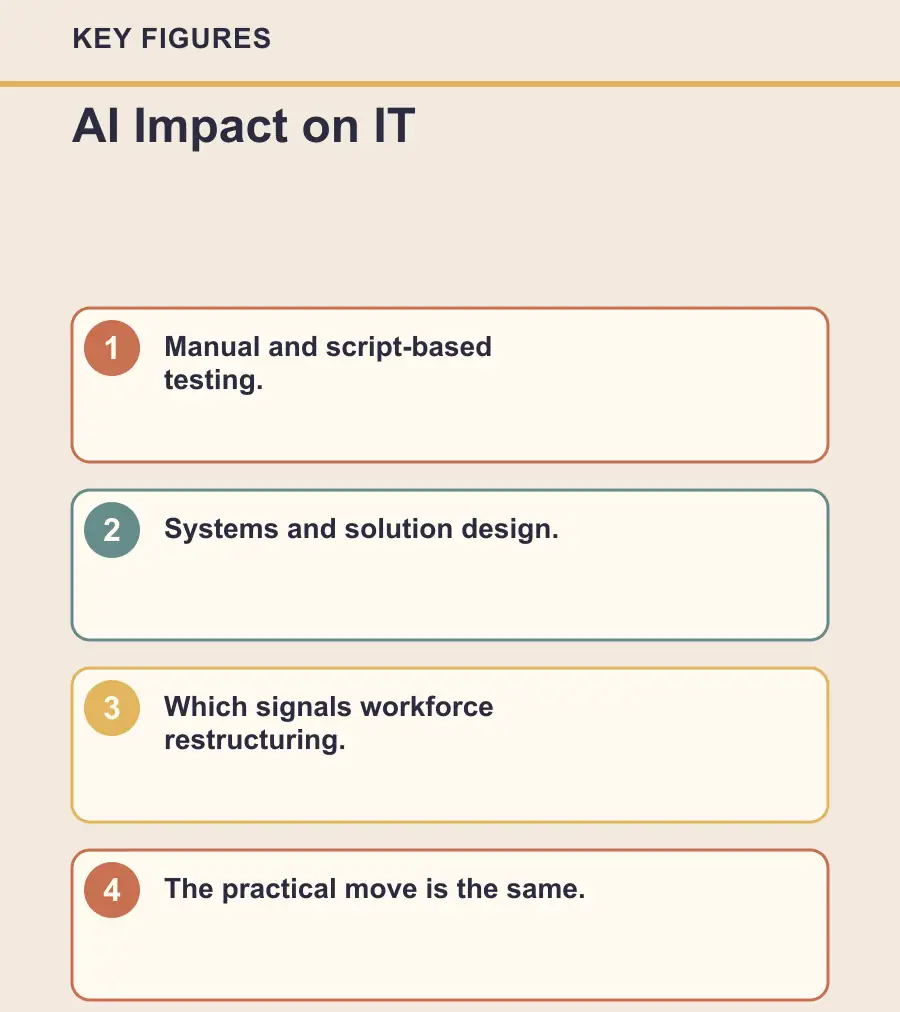 KEY FIGURES
AI Impact on IT
1
Manual and script-based
testing.
2
Systems and solution design.
3
Which signals workforce
restructuring.
4
The practical move is the same.